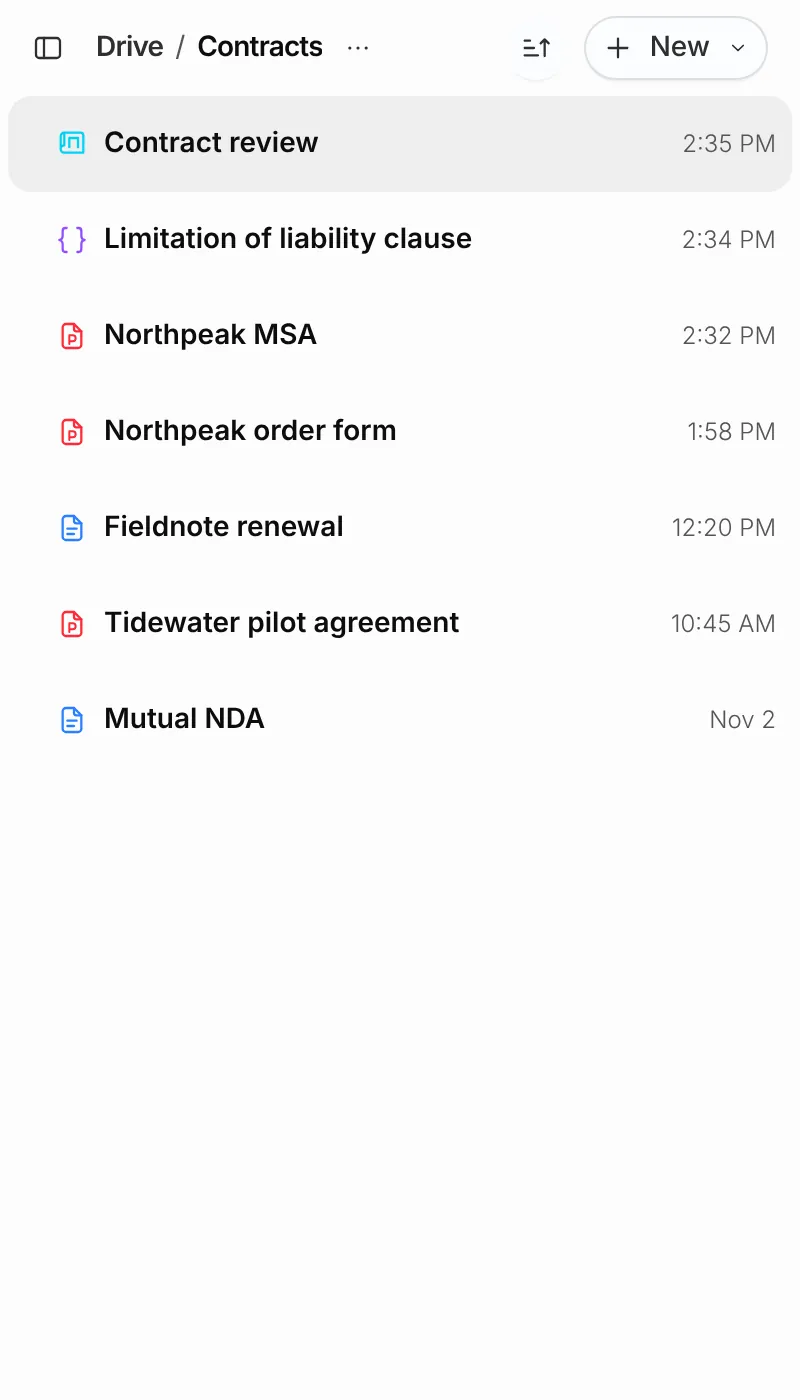 Drive / Contracts ...
New
Contract review 2:35 PM
Limitation of liability clause 2:34 PM
Northpeak MSA 2:32 PM
Northpeak order form 1:58 PM
Fieldnote renewal 12:20 PM
Tidewater pilot agreement 10:45 AM
Mutual NDA Nov 2